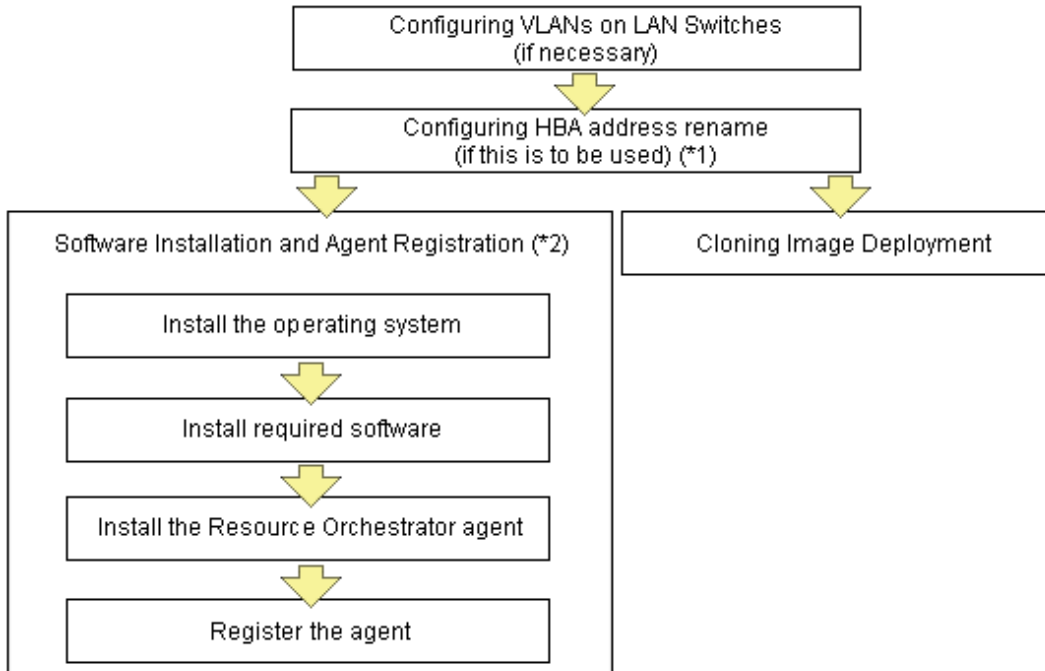 Configuring VLANs on LAN Switches
(if necessary)
Configuring HBA address rename
(if this is to be used) (*1)
Software Installation and Agent Registration (*2)
Install the operating system
Install required software
Install the Resource Orchestrator agent
Register the agent
Cloning Image Deployment